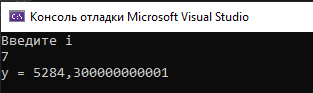 Консоль отладки Microsoft Visual Studio
Введите i
7
y = 5284,300000000001